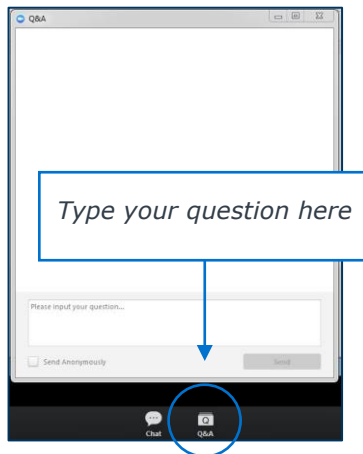 Q&A
Type your question here
Please input your question...
Send Anonymously
Send
Chat
Q
Q&A